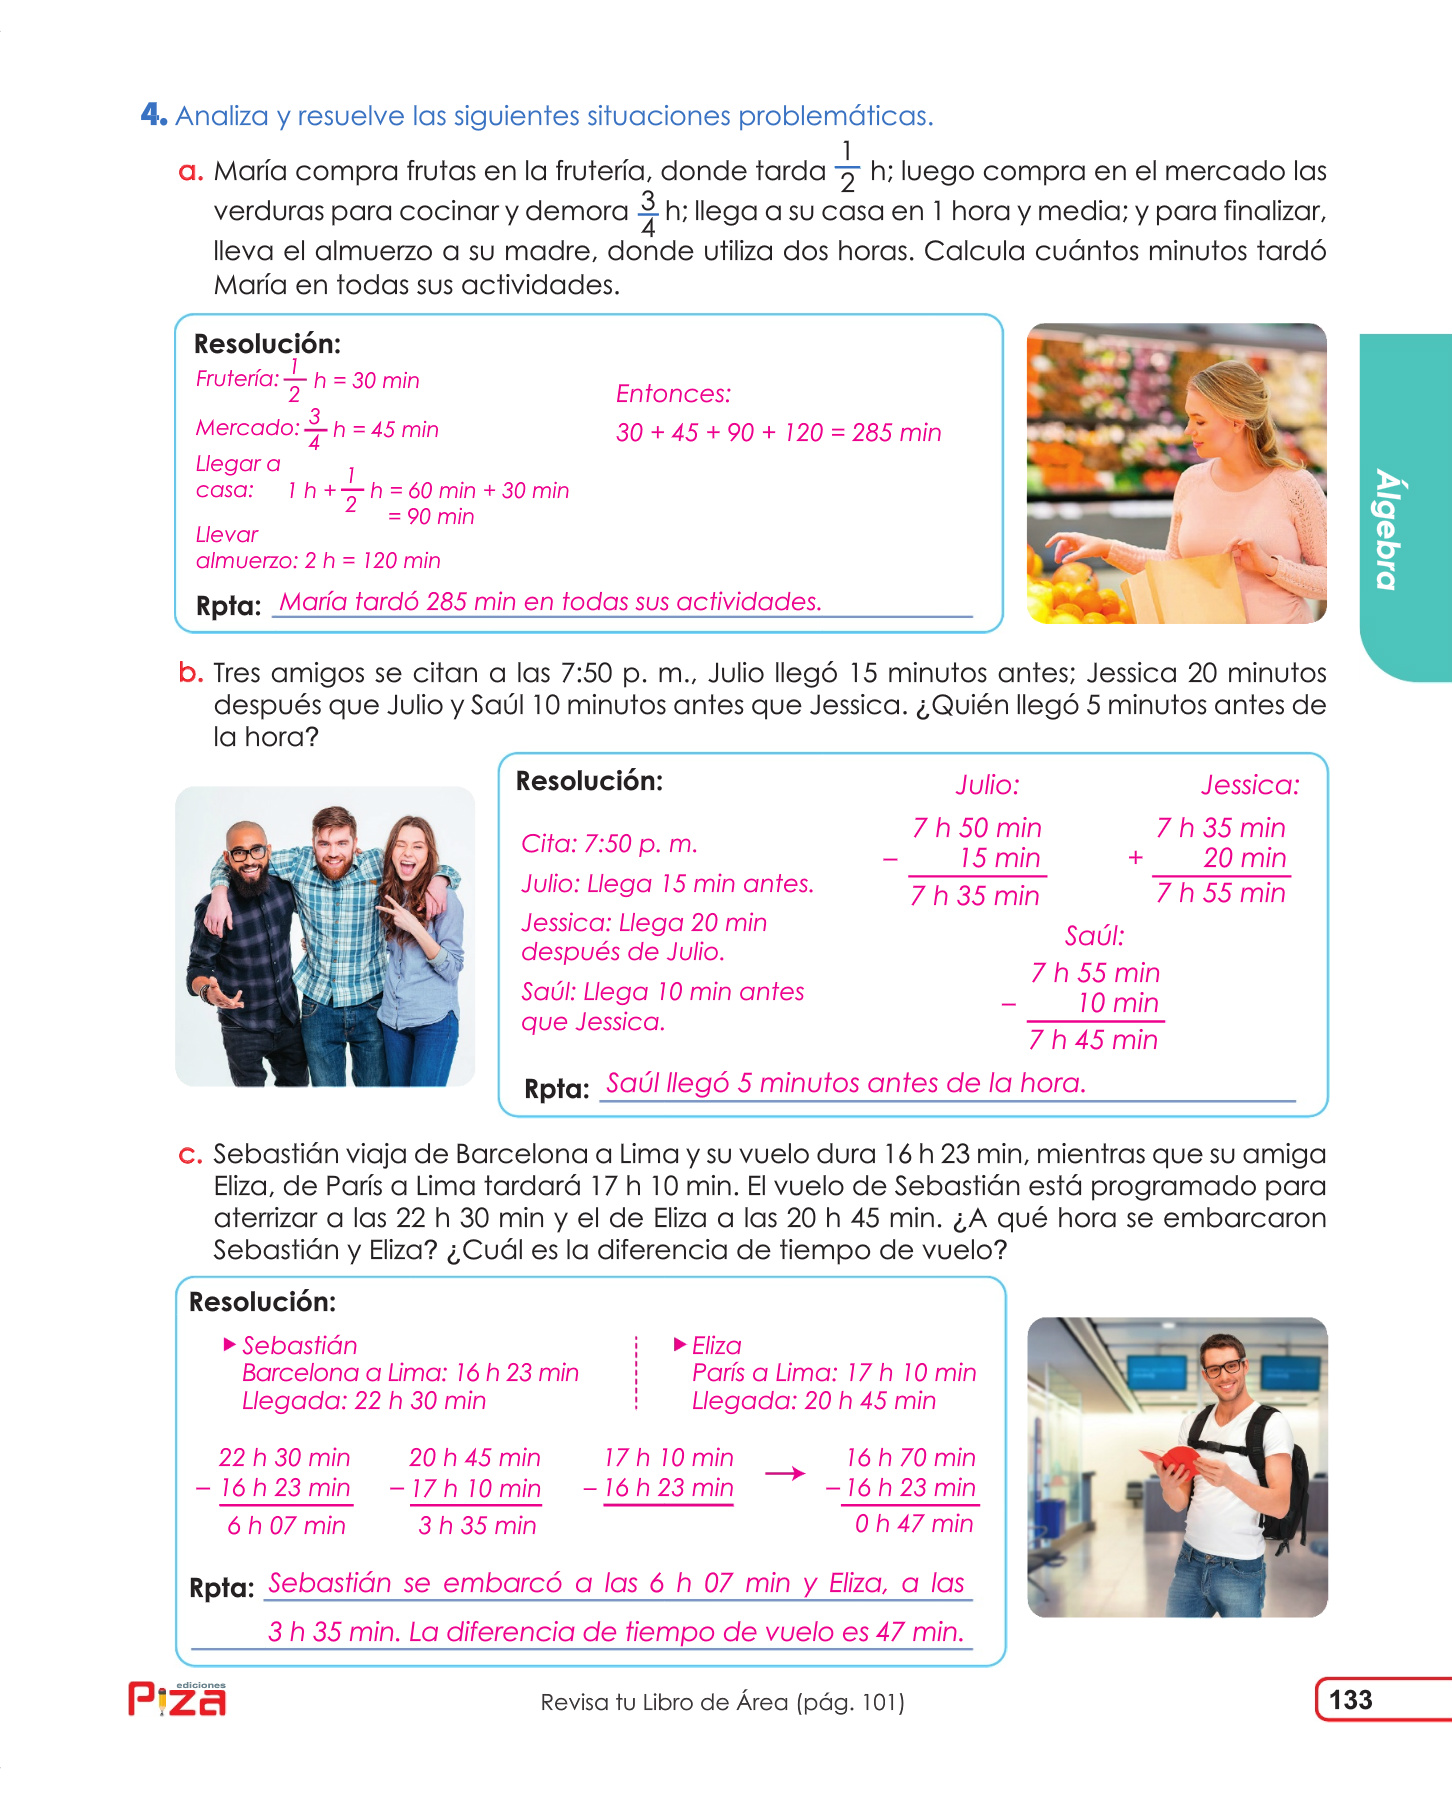 4. Analiza y resuelve las siguientes situaciones problemáticas.
a. María compra frutas en la frutería, donde tarda 1/2 h; luego compra en el mercado las
verduras para cocinar y demora 3/4 h; llega a su casa en 1 hora y media; y para finalizar,
lleva el almuerzo a su madre, donde utiliza dos horas. Calcula cuántos minutos tardó
María en todas sus actividades.
Resolución:
Frutería: 1/2 h = 30 min
Mercado: 3/4 h = 45 min
Llegar a
casa: 1 h + 1/2 h = 60 min + 30 min
= 90 min
Llevar
almuerzo: 2 h = 120 min
Entonces:
30 + 45 + 90 + 120 = 285 min
Rpta: María tardó 285 min en todas sus actividades.
Álgebra
b. Tres amigos se citan a las 7:50 p. m., Julio llegó 15 minutos antes; Jessica 20 minutos
después que Julio y Saúl 10 minutos antes que Jessica. ¿Quién llegó 5 minutos antes de
la hora?
Resolución:
Cita: 7:50 p. m.
Julio: Llega 15 min antes.
Jessica: Llega 20 min
después de Julio.
Saúl: Llega 10 min antes
que Jessica.
Julio:
7 h 50 min
– 15 min
7 h 35 min
Jessica:
7 h 35 min
+ 20 min
7 h 55 min
Saúl:
7 h 55 min
– 10 min
7 h 45 min
Rpta: Saúl llegó 5 minutos antes de la hora.
c. Sebastián viaja de Barcelona a Lima y su vuelo dura 16 h 23 min, mientras que su amiga
Eliza, de París a Lima tardará 17 h 10 min. El vuelo de Sebastián está programado para
aterrizar a las 22 h 30 min y el de Eliza a las 20 h 45 min. ¿A qué hora se embarcaron
Sebastián y Eliza? ¿Cuál es la diferencia de tiempo de vuelo?
Resolución:
▶ Sebastián
Barcelona a Lima: 16 h 23 min
Llegada: 22 h 30 min
▶ Eliza
París a Lima: 17 h 10 min
Llegada: 20 h 45 min
22 h 30 min
– 16 h 23 min
6 h 07 min
20 h 45 min
– 17 h 10 min
3 h 35 min
17 h 10 min
– 16 h 23 min
→
16 h 70 min
– 16 h 23 min
0 h 47 min
Rpta: Sebastián se embarcó a las 6 h 07 min y Eliza, a las
3 h 35 min. La diferencia de tiempo de vuelo es 47 min.
ediciones
Piza
Revisa tu Libro de Área (pág. 101)
133